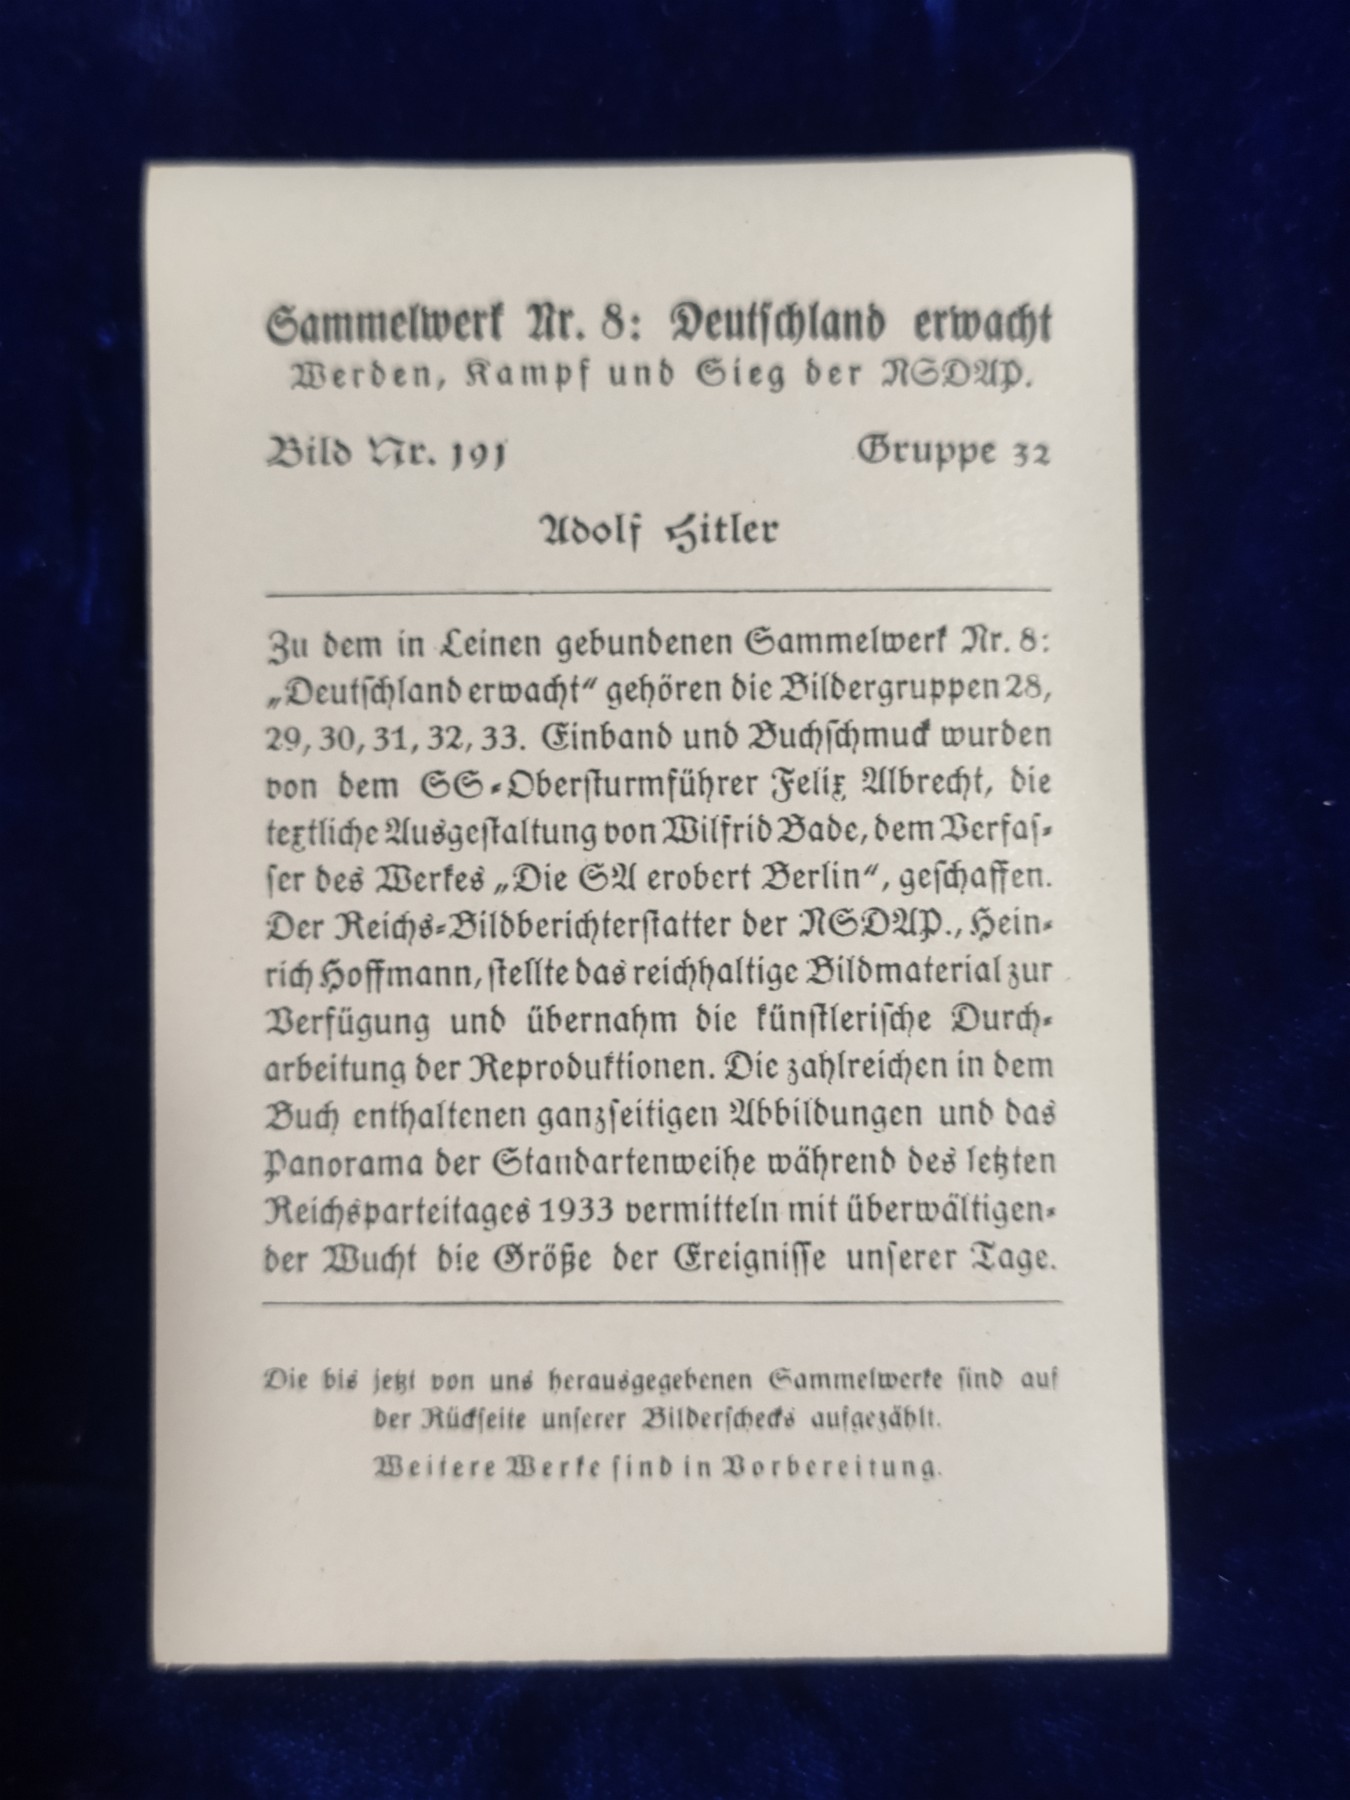 Sammelwerk Nr. 8: Deutschland erwacht
Werden, Kampf und Sieg der NSDAP.
Bild Nr. 191 Gruppe 32
Adolf Hitler
Zu dem in Leinen gebundenen Sammelwerk Nr. 8:
„Deutschland erwacht“ gehören die Bildergruppen 28,
29, 30, 31, 32, 33. Einband und Buchschmuck wurden
von dem SS-Obersturmführer Felix Albrecht, die
textliche Ausgestaltung von Wilfrid Bade, dem Verfas-
ser des Werkes „Die SA erobert Berlin“, geschaffen.
Der Reichs-Bildberichterstatter der NSDAP., Hein-
rich Hoffmann, stellte das reichhaltige Bildmaterial zur
Verfügung und übernahm die künstlerische Durch-
arbeitung der Reproduktionen. Die zahlreichen in dem
Buch enthaltenen ganzseitigen Abbildungen und das
Panorama der Standartenweihe während des letzten
Reichsparteitages 1933 vermitteln mit überwältigen-
der Wucht die Größe der Ereignisse unserer Tage.
Die bis jetzt von uns herausgegebenen Sammelwerke sind auf
der Rückseite unserer Bilderschecks aufgezählt.
Weitere Werke sind in Vorbereitung.